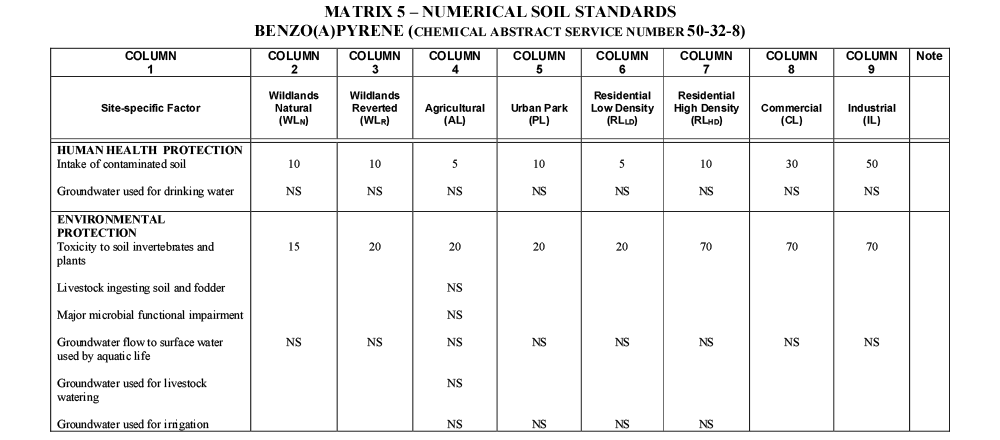 MATRIX 5 – NUMERICAL SOIL STANDARDS
BENZO(A)PYRENE (CHEMICAL ABSTRACT SERVICE NUMBER 50-32-8)
COLUMN 1 COLUMN 2 COLUMN 3 COLUMN 4 COLUMN 5 COLUMN 6 COLUMN 7 COLUMN 8 COLUMN 9 Note
Site-specific Factor Wildlands Natural (WLN) Wildlands Reverted (WLR) Agricultural (AL) Urban Park (PL) Residential Low Density (RLLD) Residential High Density (RLHD) Commercial (CL) Industrial (IL)
HUMAN HEALTH PROTECTION
Intake of contaminated soil 10 10 5 10 5 10 30 50
Groundwater used for drinking water NS NS NS NS NS NS NS NS
ENVIRONMENTAL
PROTECTION
Toxicity to soil invertebrates and 15 20 20 20 20 70 70 70
plants
Livestock ingesting soil and fodder NS
Major microbial functional impairment NS
Groundwater flow to surface water NS NS NS NS NS NS NS NS
used by aquatic life
Groundwater used for livestock NS
watering
Groundwater used for irrigation NS NS NS NS